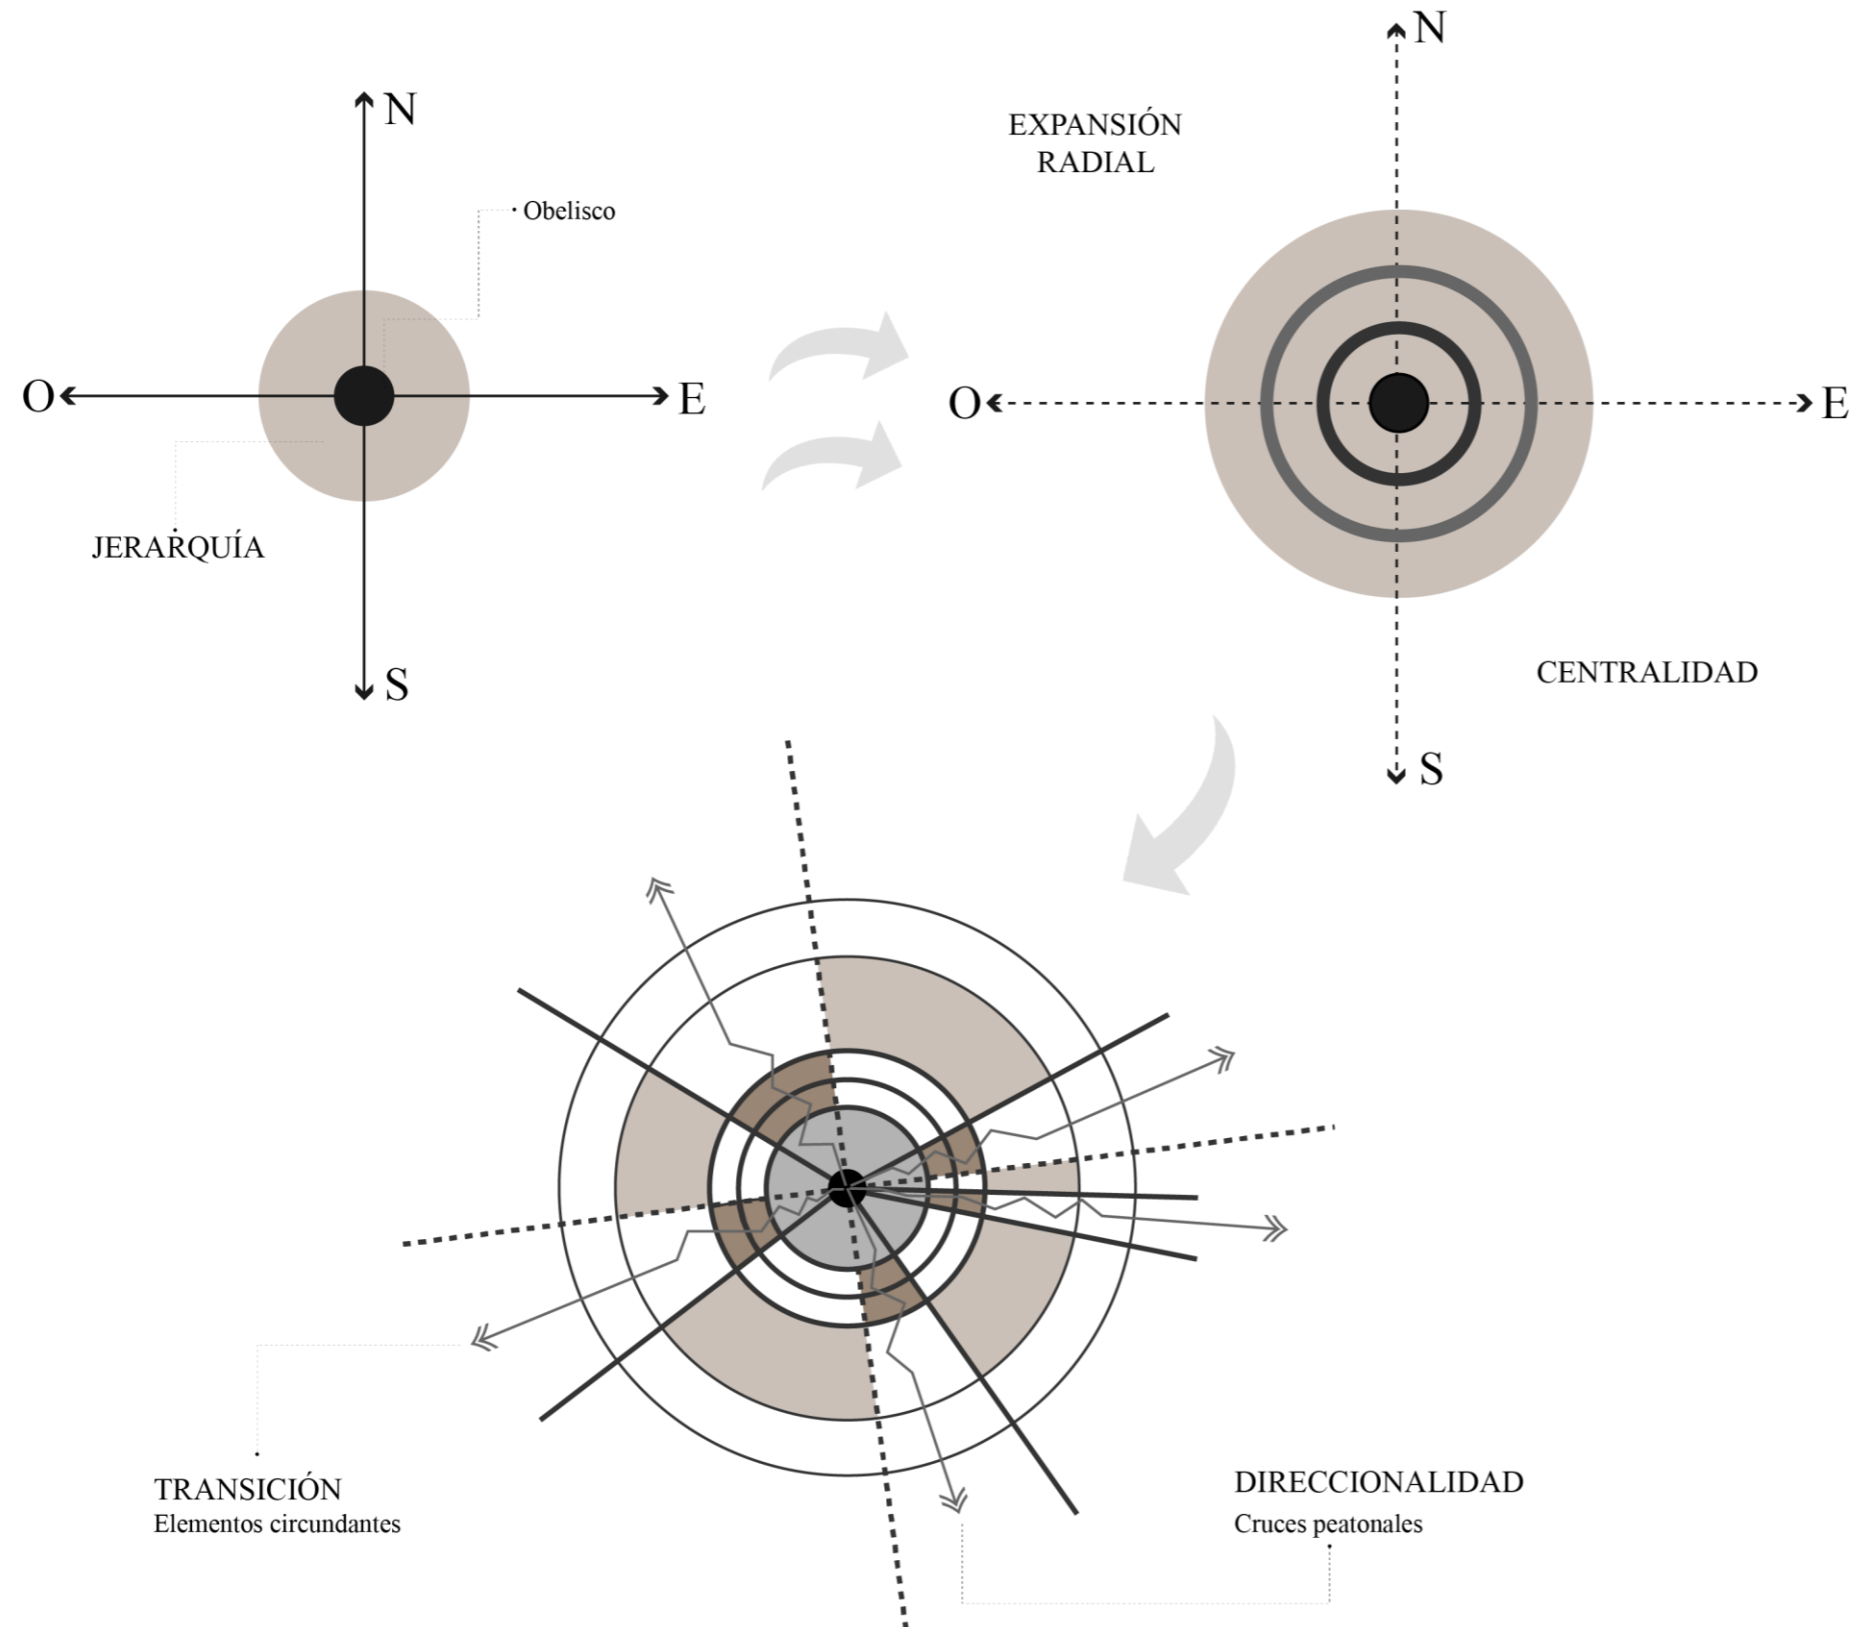 N
Obelisco
O
E
JERARQUÍA
S
N
EXPANSIÓN
RADIAL
O
E
CENTRALIDAD
S
TRANSICIÓN
Elementos circundantes
DIRECCIONALIDAD
Cruces peatonales